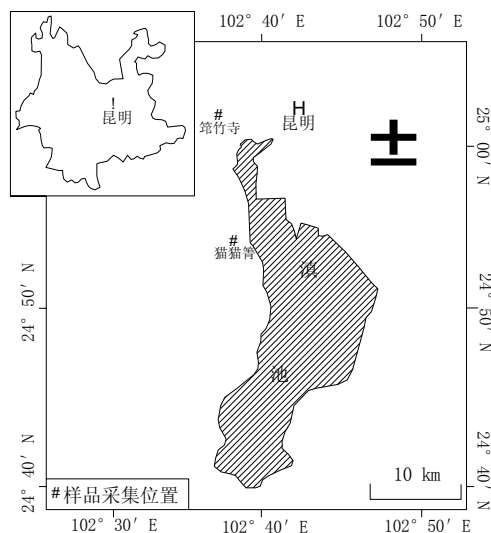 102° 40′ E
102° 50′ E
!
昆明
#
筇竹寺
H
昆明
±
25° 00′ N
#
猫猫箐
滇
24° 50′ N
24° 50′ N
池
24° 40′ N
24° 40′ N
10 km
#样品采集位置
102° 30′ E
102° 40′ E
102° 50′ E